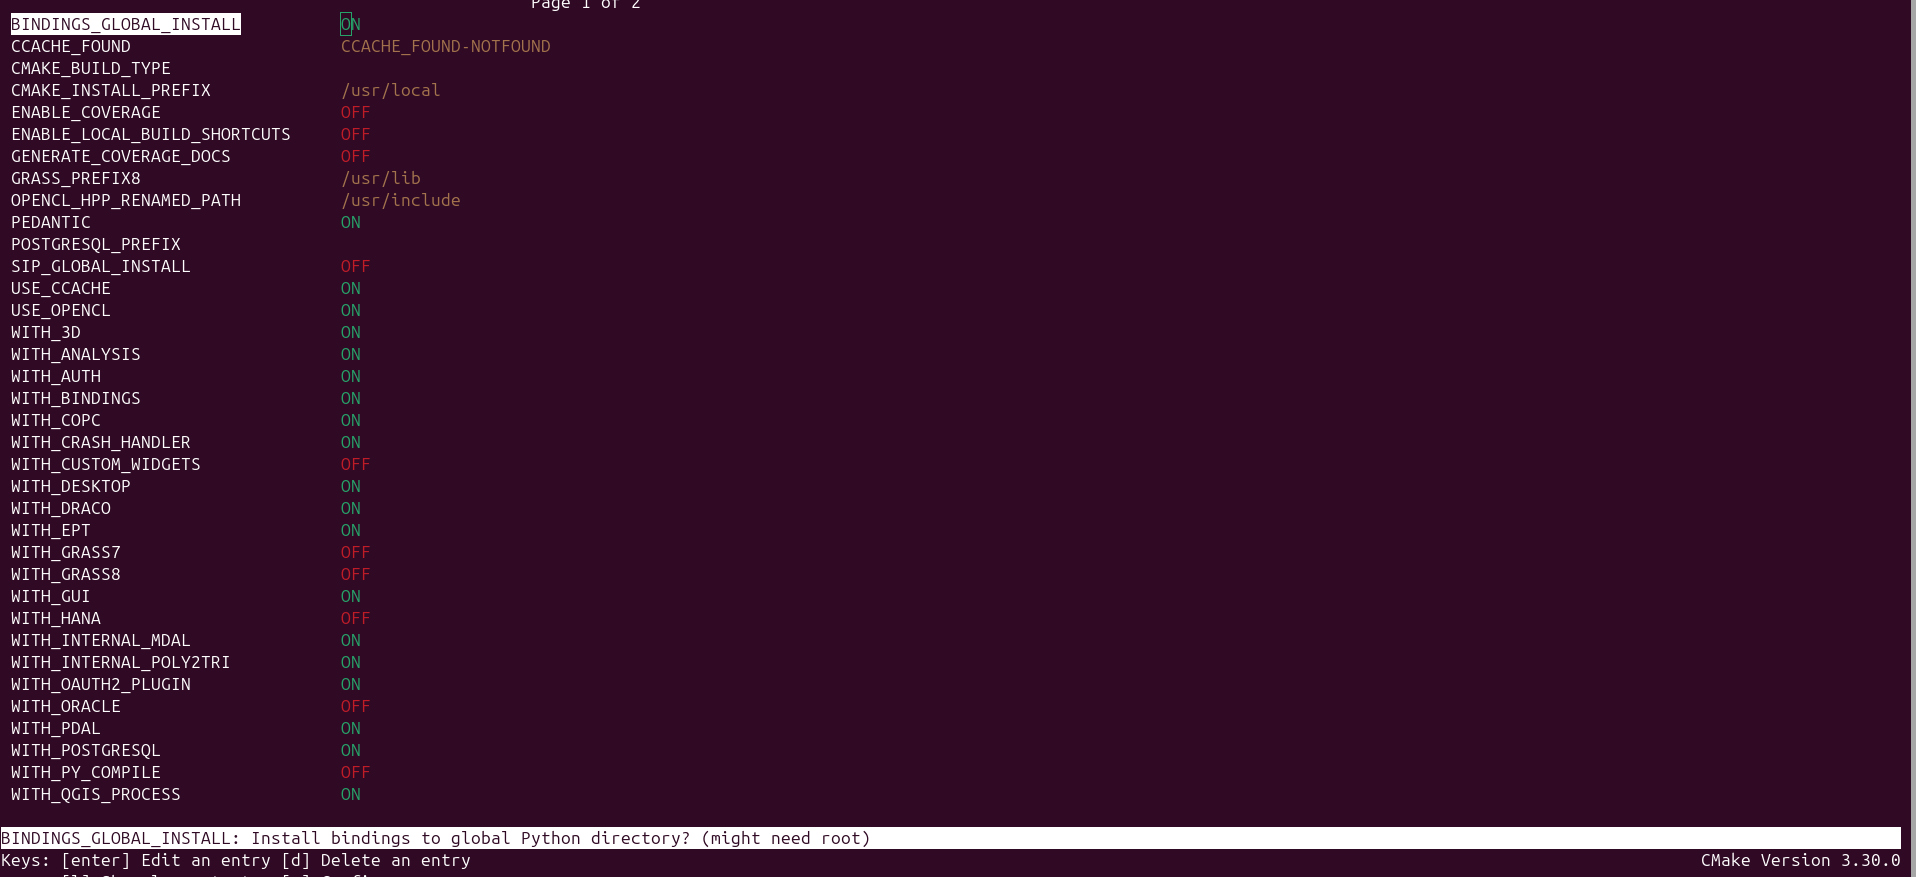 Page 1 of 2
BINDINGS_GLOBAL_INSTALL ON
CCACHE_FOUND CCACHE_FOUND-NOTFOUND
CMAKE_BUILD_TYPE
CMAKE_INSTALL_PREFIX /usr/local
ENABLE_COVERAGE OFF
ENABLE_LOCAL_BUILD_SHORTCUTS OFF
GENERATE_COVERAGE_DOCS OFF
GRASS_PREFIX8 /usr/lib
OPENCL_HPP_RENAMED_PATH /usr/include
PEDANTIC ON
POSTGRESQL_PREFIX
SIP_GLOBAL_INSTALL OFF
USE_CCACHE ON
USE_OPENCL ON
WITH_3D ON
WITH_ANALYSIS ON
WITH_AUTH ON
WITH_BINDINGS ON
WITH_COPC ON
WITH_CRASH_HANDLER ON
WITH_CUSTOM_WIDGETS OFF
WITH_DESKTOP ON
WITH_DRACO ON
WITH_EPT ON
WITH_GRASS7 OFF
WITH_GRASS8 OFF
WITH_GUI ON
WITH_HANA OFF
WITH_INTERNAL_MDAL ON
WITH_INTERNAL_POLY2TRI ON
WITH_OAUTH2_PLUGIN ON
WITH_ORACLE OFF
WITH_PDAL ON
WITH_POSTGRESQL ON
WITH_PY_COMPILE OFF
WITH_QGIS_PROCESS ON
BINDINGS_GLOBAL_INSTALL: Install bindings to global Python directory? (might need root)
Keys: [enter] Edit an entry [d] Delete an entry CMake Version 3.30.0